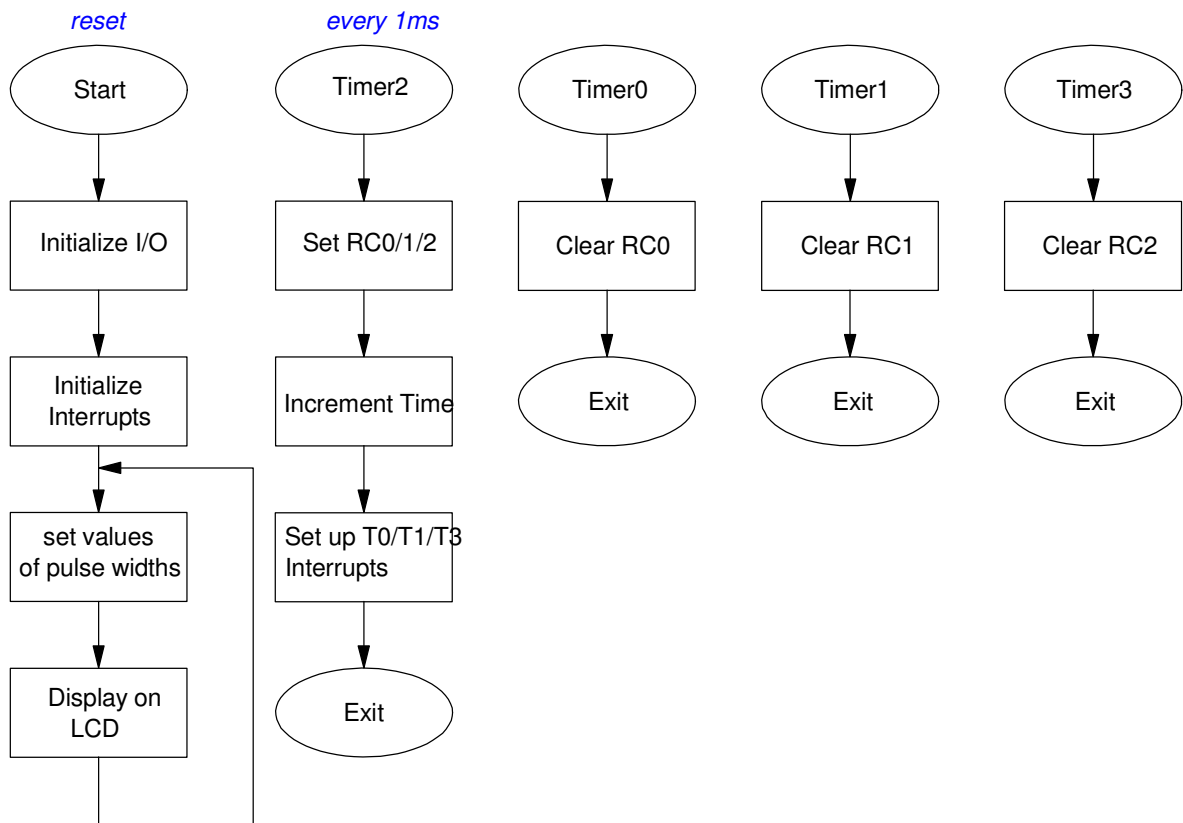 reset
every 1ms
Start
Timer2
Timer0
Timer1
Timer3
Initialize I/O
Set RC0/1/2
Clear RC0
Clear RC1
Clear RC2
Initialize
Interrupts
Increment Time
Exit
Exit
Exit
set values
of pulse widths
Set up T0/T1/T3
Interrupts
Display on
LCD
Exit